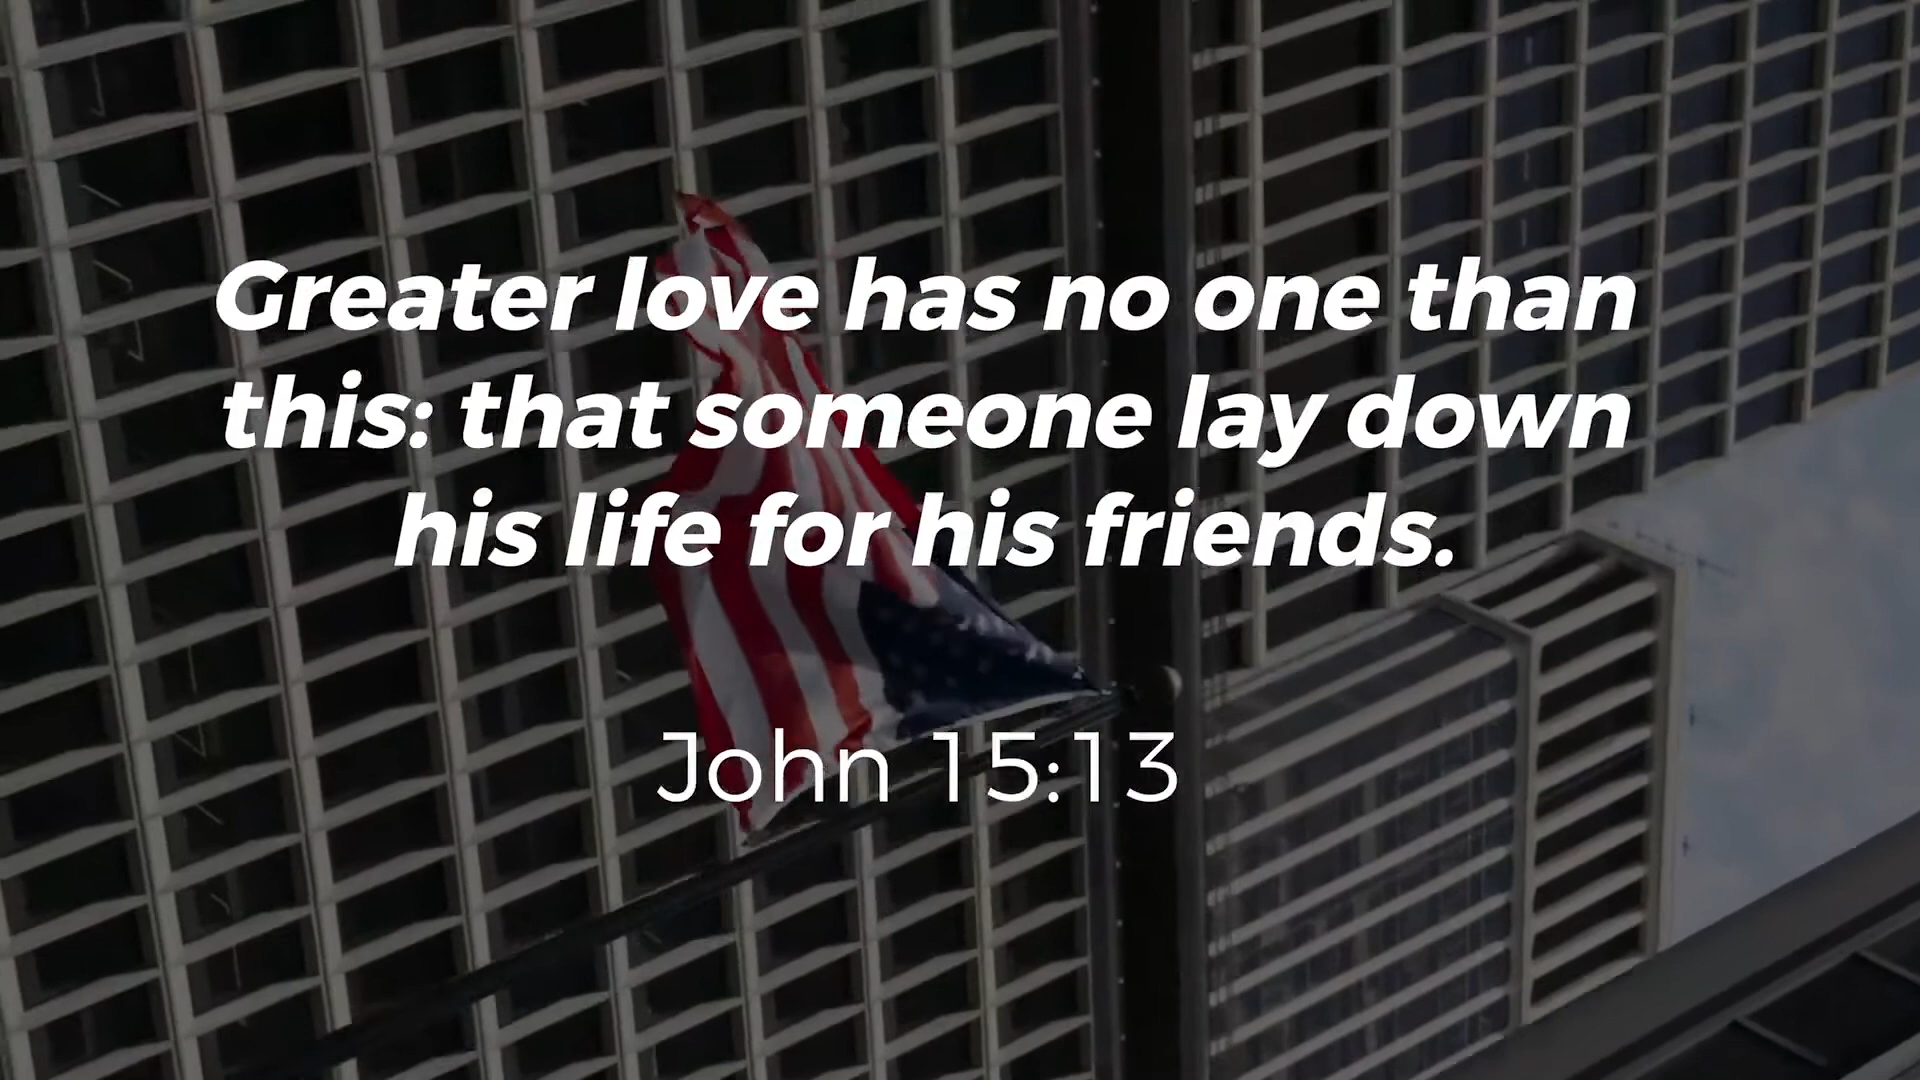 Greater love has no one than
this: that someone lay down
his life for his friends.
John 15:13